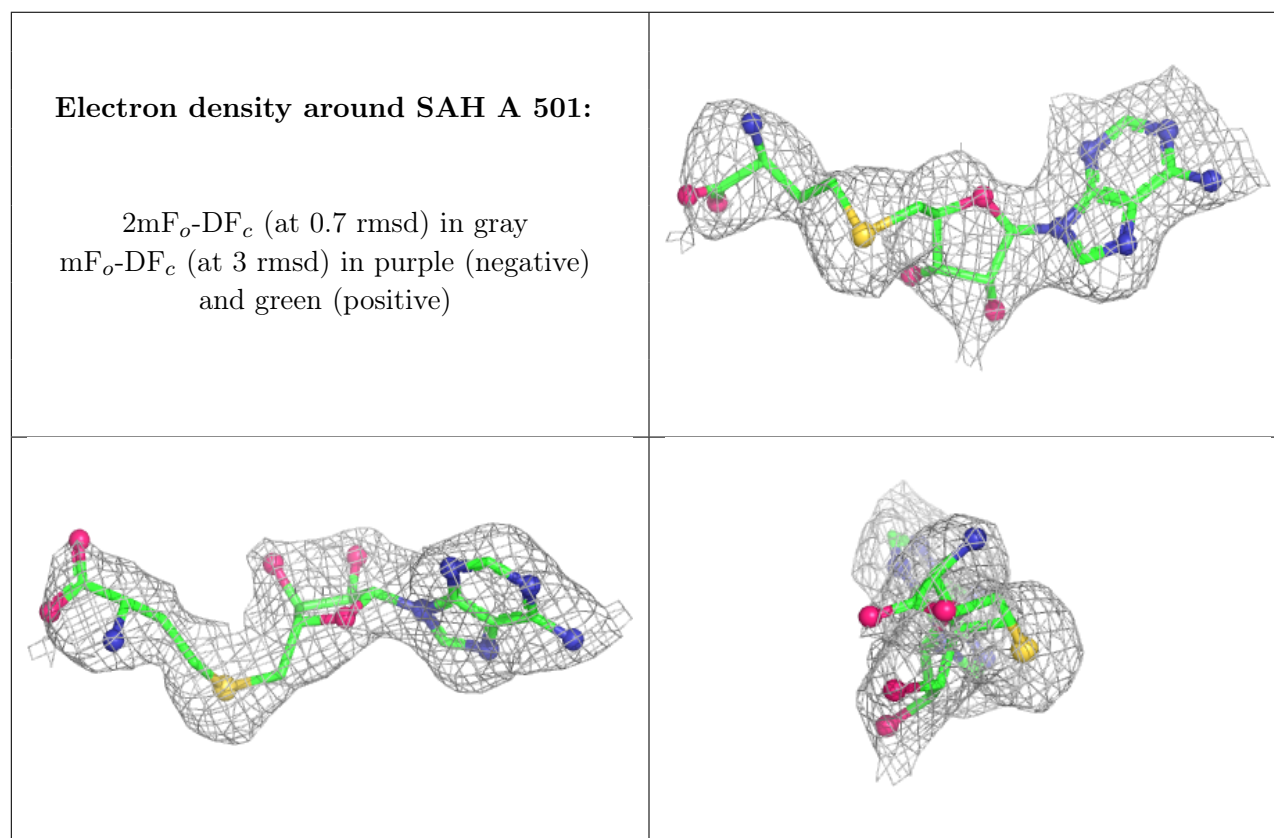 Electron density around SAH A 501:
2mFₒ-DF𝒸 (at 0.7 rmsd) in gray
mFₒ-DF𝒸 (at 3 rmsd) in purple (negative)
and green (positive)